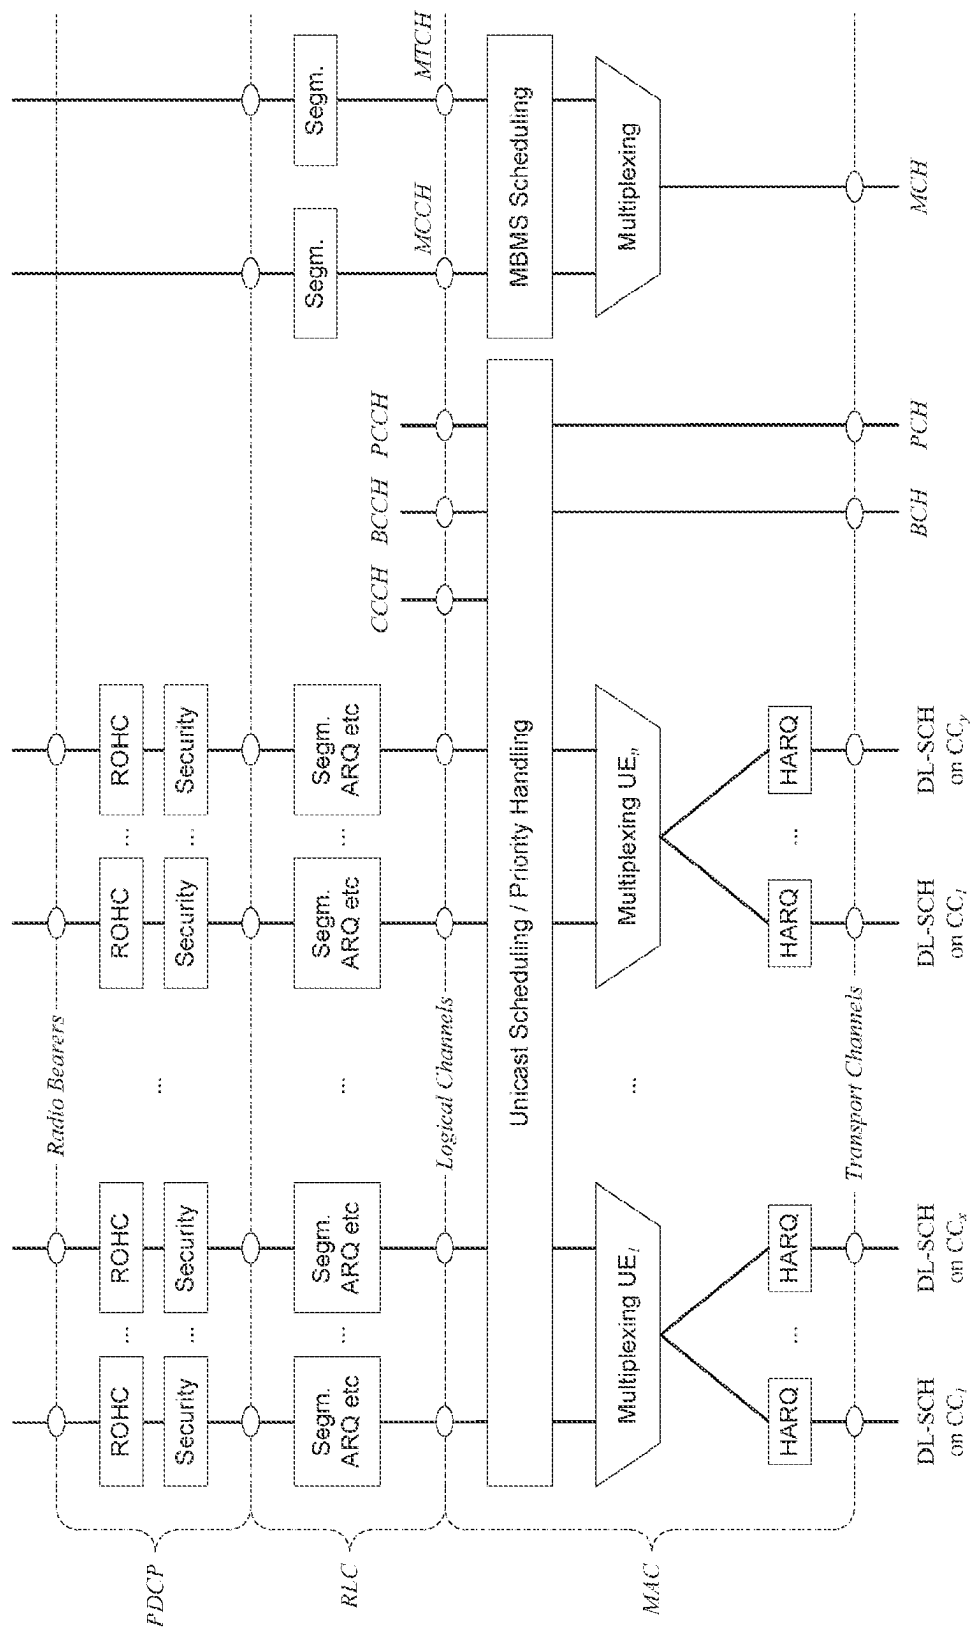 Radio Bearers
PDCP
ROHC
...
ROHC
ROHC
...
ROHC
...
Security
...
Security
Security
...
Security
RLC
Segm.
ARQ etc
...
Segm.
ARQ etc
...
Segm.
ARQ etc
...
Segm.
ARQ etc
Segm.
Segm.
Logical Channels
CCCH
BCCH
PCCH
MCCH
MTCH
MAC
Unicast Scheduling / Priority Handing
MBMS Scheduling
Multiplexing UE1
...
Multiplexing UEn
Multiplexing
HARQ
...
HARQ
HARQ
...
HARQ
Transport Channels
DL-SCH
on CC1
DL-SCH
on CCx
DL-SCH
on CC1
DL-SCH
on CCy
BCH
PCH
MCH